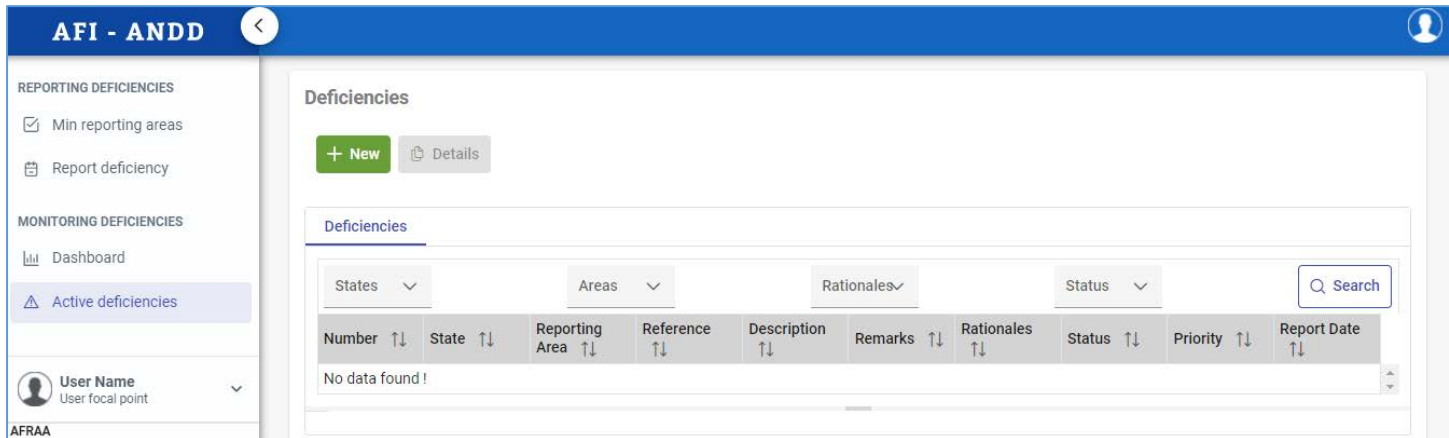 AFI - ANDD
REPORTING DEFICIENCIES
Min reporting areas
Report deficiency
MONITORING DEFICIENCIES
Dashboard
Active deficiencies
User Name
User focal point
AFRAA
Deficiencies
+ New
Details
Deficiencies
States Areas Rationales Status Search
Number State Reporting Area Reference Description Remarks Rationales Status Priority Report Date
No data found !